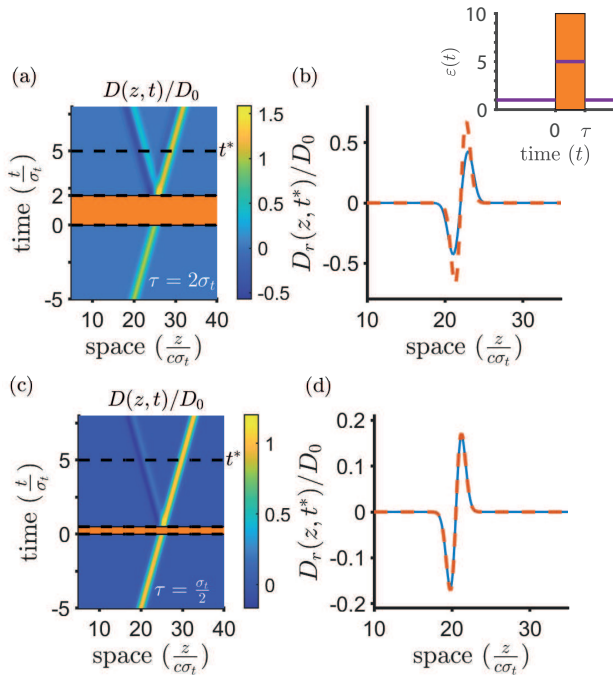 10
5
0
ε(t)
0 τ
time (t)
(a)
D(z,t)/D₀
t*
5
2
0
-5
time (t/σₜ)
τ = 2σₜ
10 20 30 40
space (z/cσₜ)
1.5
1
0.5
0
-0.5
(b)
0.5
0
-0.5
Dᵣ(z,t*)/D₀
10 20 30
space (z/cσₜ)
(c)
D(z,t)/D₀
t*
5
0
-5
time (t/σₜ)
τ = σₜ/2
10 20 30 40
space (z/cσₜ)
1
0.5
0
(d)
0.2
0.1
0
-0.1
-0.2
Dᵣ(z,t*)/D₀
10 20 30
space (z/cσₜ)